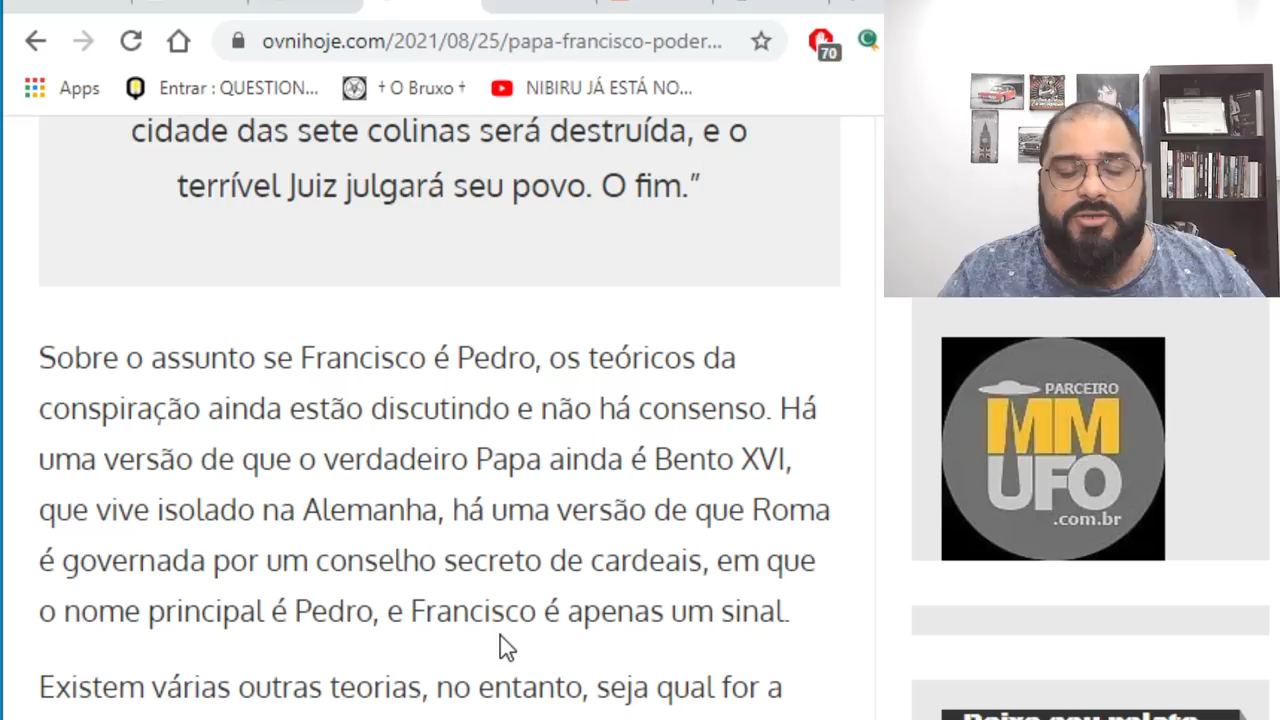 ovnihoje.com/2021/08/25/papa-francisco-poder...
70
Apps
Entrar : QUESTION...
† O Bruxo †
NIBIRU JÁ ESTÁ NO...
cidade das sete colinas será destruída, e o
terrível Juiz julgará seu povo. O fim.”
Sobre o assunto se Francisco é Pedro, os teóricos da
conspiração ainda estão discutindo e não há consenso. Há
uma versão de que o verdadeiro Papa ainda é Bento XVI,
que vive isolado na Alemanha, há uma versão de que Roma
é governada por um conselho secreto de cardeais, em que
o nome principal é Pedro, e Francisco é apenas um sinal.
Existem várias outras teorias, no entanto, seja qual for a
PARCEIRO
MM
UFO
.com.br